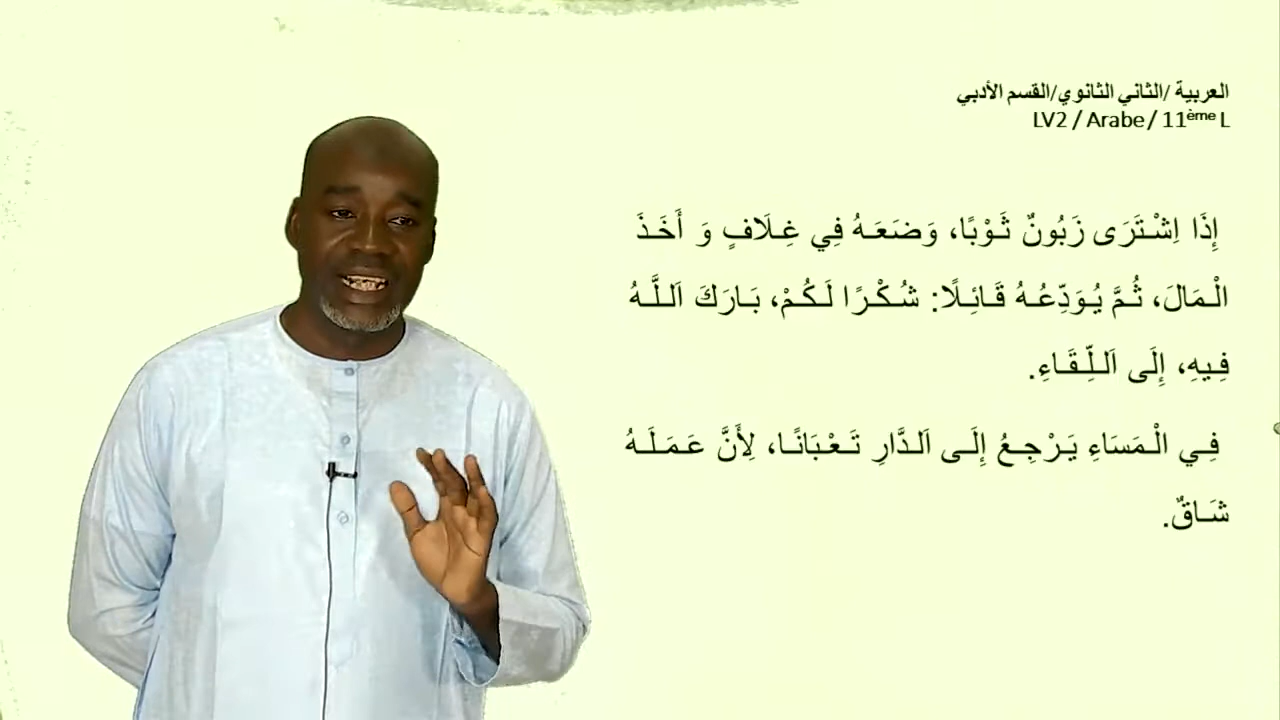 العربية /الثاني الثانوي/القسم الأدبي
LV2 / Arabe / 11ème L
إِذَا اِشْتَرَى زَبُونٌ ثَوْبًا، وَضَعَهُ فِي غِلَافٍ وَ أَخَذَ
الْمَالَ، ثُمَّ يُوَدِّعُهُ قَائِلًا: شُكْرًا لَكُمْ، بَارَكَ اَللَّهُ
فِيهِ، إِلَى اَللِّقَاءِ.
فِي الْمَسَاءِ يَرْجِعُ إِلَى اَلدَّارِ تَعْبَانًا، لِأَنَّ عَمَلَهُ
شَاقٌ.